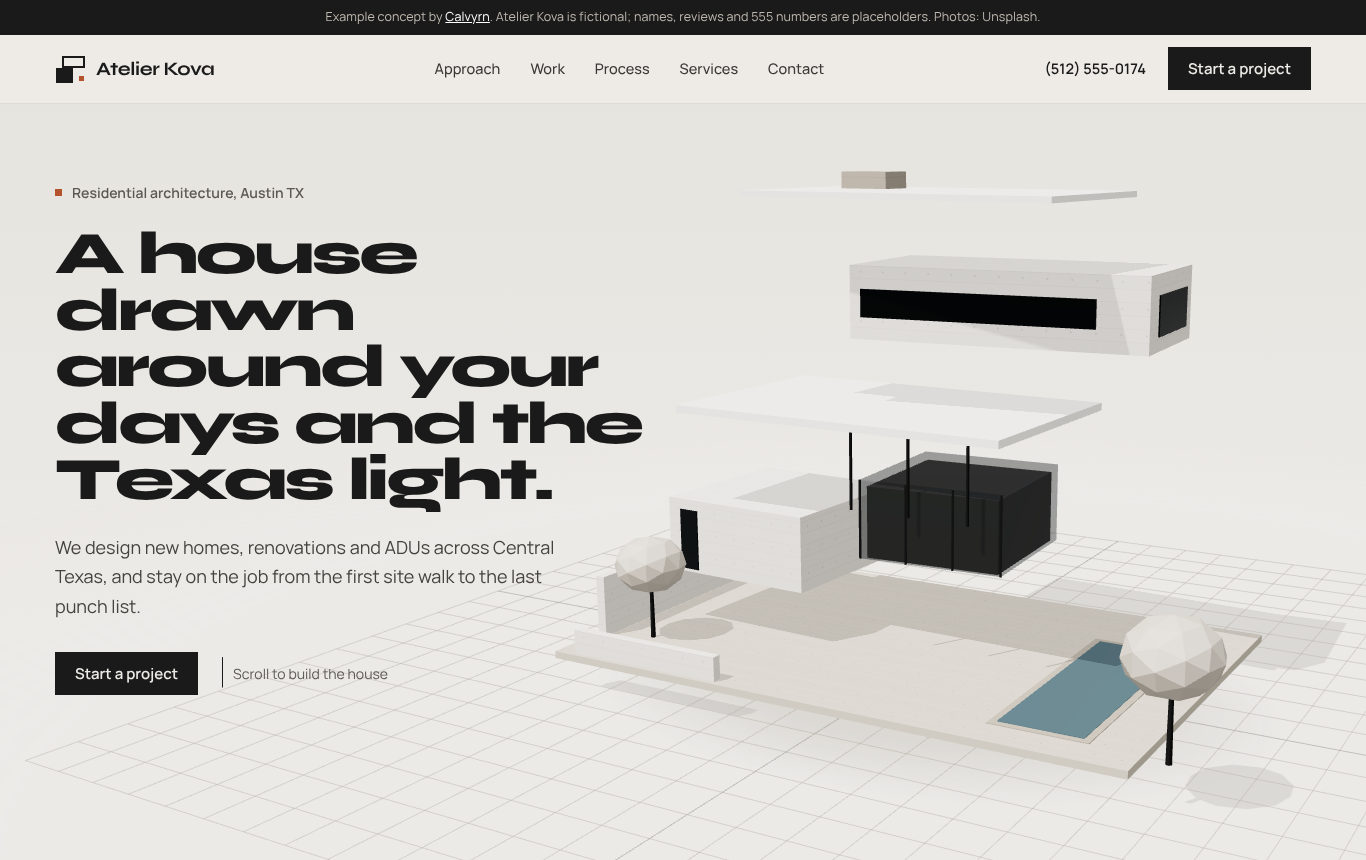 Example concept by Calvyrn. Atelier Kova is fictional; names, reviews and 555 numbers are placeholders. Photos: Unsplash.
Atelier Kova
Approach
Work
Process
Services
Contact
(512) 555-0174
Start a project
Residential architecture, Austin TX
A house
drawn
around your
days and the
Texas light.
We design new homes, renovations and ADUs across Central
Texas, and stay on the job from the first site walk to the last
punch list.
Start a project
Scroll to build the house